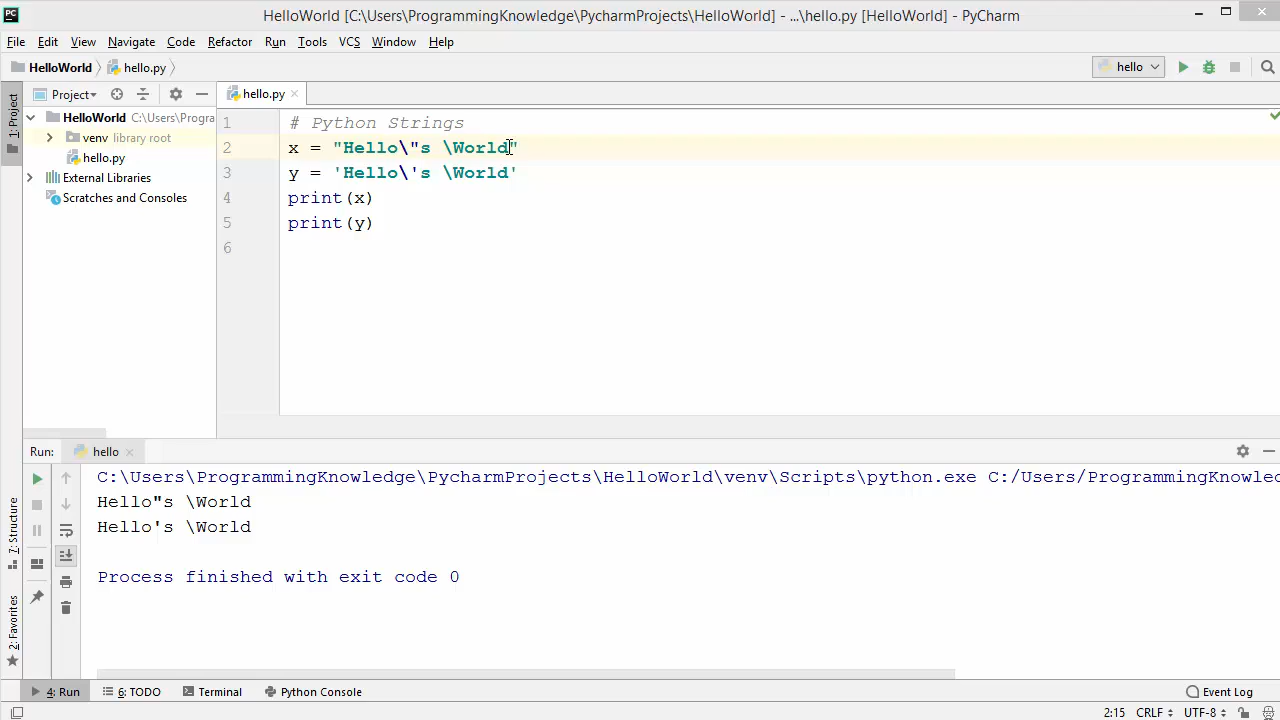 HelloWorld [C:\Users\ProgrammingKnowledge\PycharmProjects\HelloWorld] - ...\hello.py [HelloWorld] - PyCharm
File Edit View Navigate Code Refactor Run Tools VCS Window Help
HelloWorld hello.py hello
1: Project
Project
hello.py
HelloWorld C:\Users\Progra
venv library root
hello.py
External Libraries
Scratches and Consoles
1 # Python Strings
2 x = "Hello\"s \World"
3 y = 'Hello\'s \World'
4 print(x)
5 print(y)
6
Run: hello
C:\Users\ProgrammingKnowledge\PycharmProjects\HelloWorld\venv\Scripts\python.exe C:/Users/ProgrammingKnowled
Hello"s \World
Hello's \World
Process finished with exit code 0
7: Structure
2: Favorites
4: Run 6: TODO Terminal Python Console Event Log
2:15 CRLF UTF-8